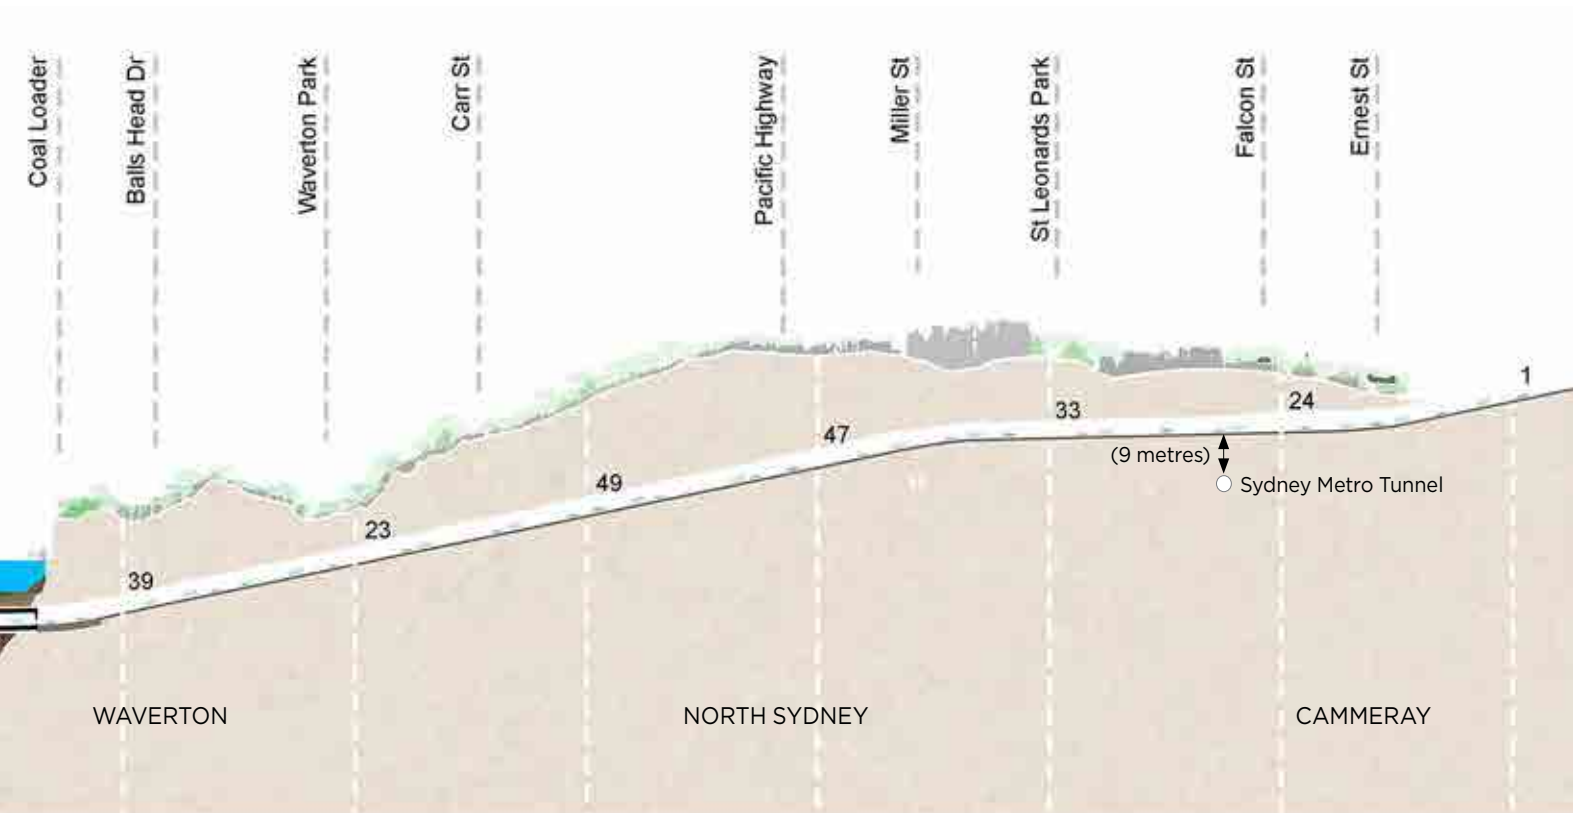 Coal Loader
Balls Head Dr
Waverton Park
Carr St
Pacific Highway
Miller St
St Leonards Park
Falcon St
Ernest St
1
24
33
47
(9 metres)
49
Sydney Metro Tunnel
23
39
WAVERTON
NORTH SYDNEY
CAMMERAY